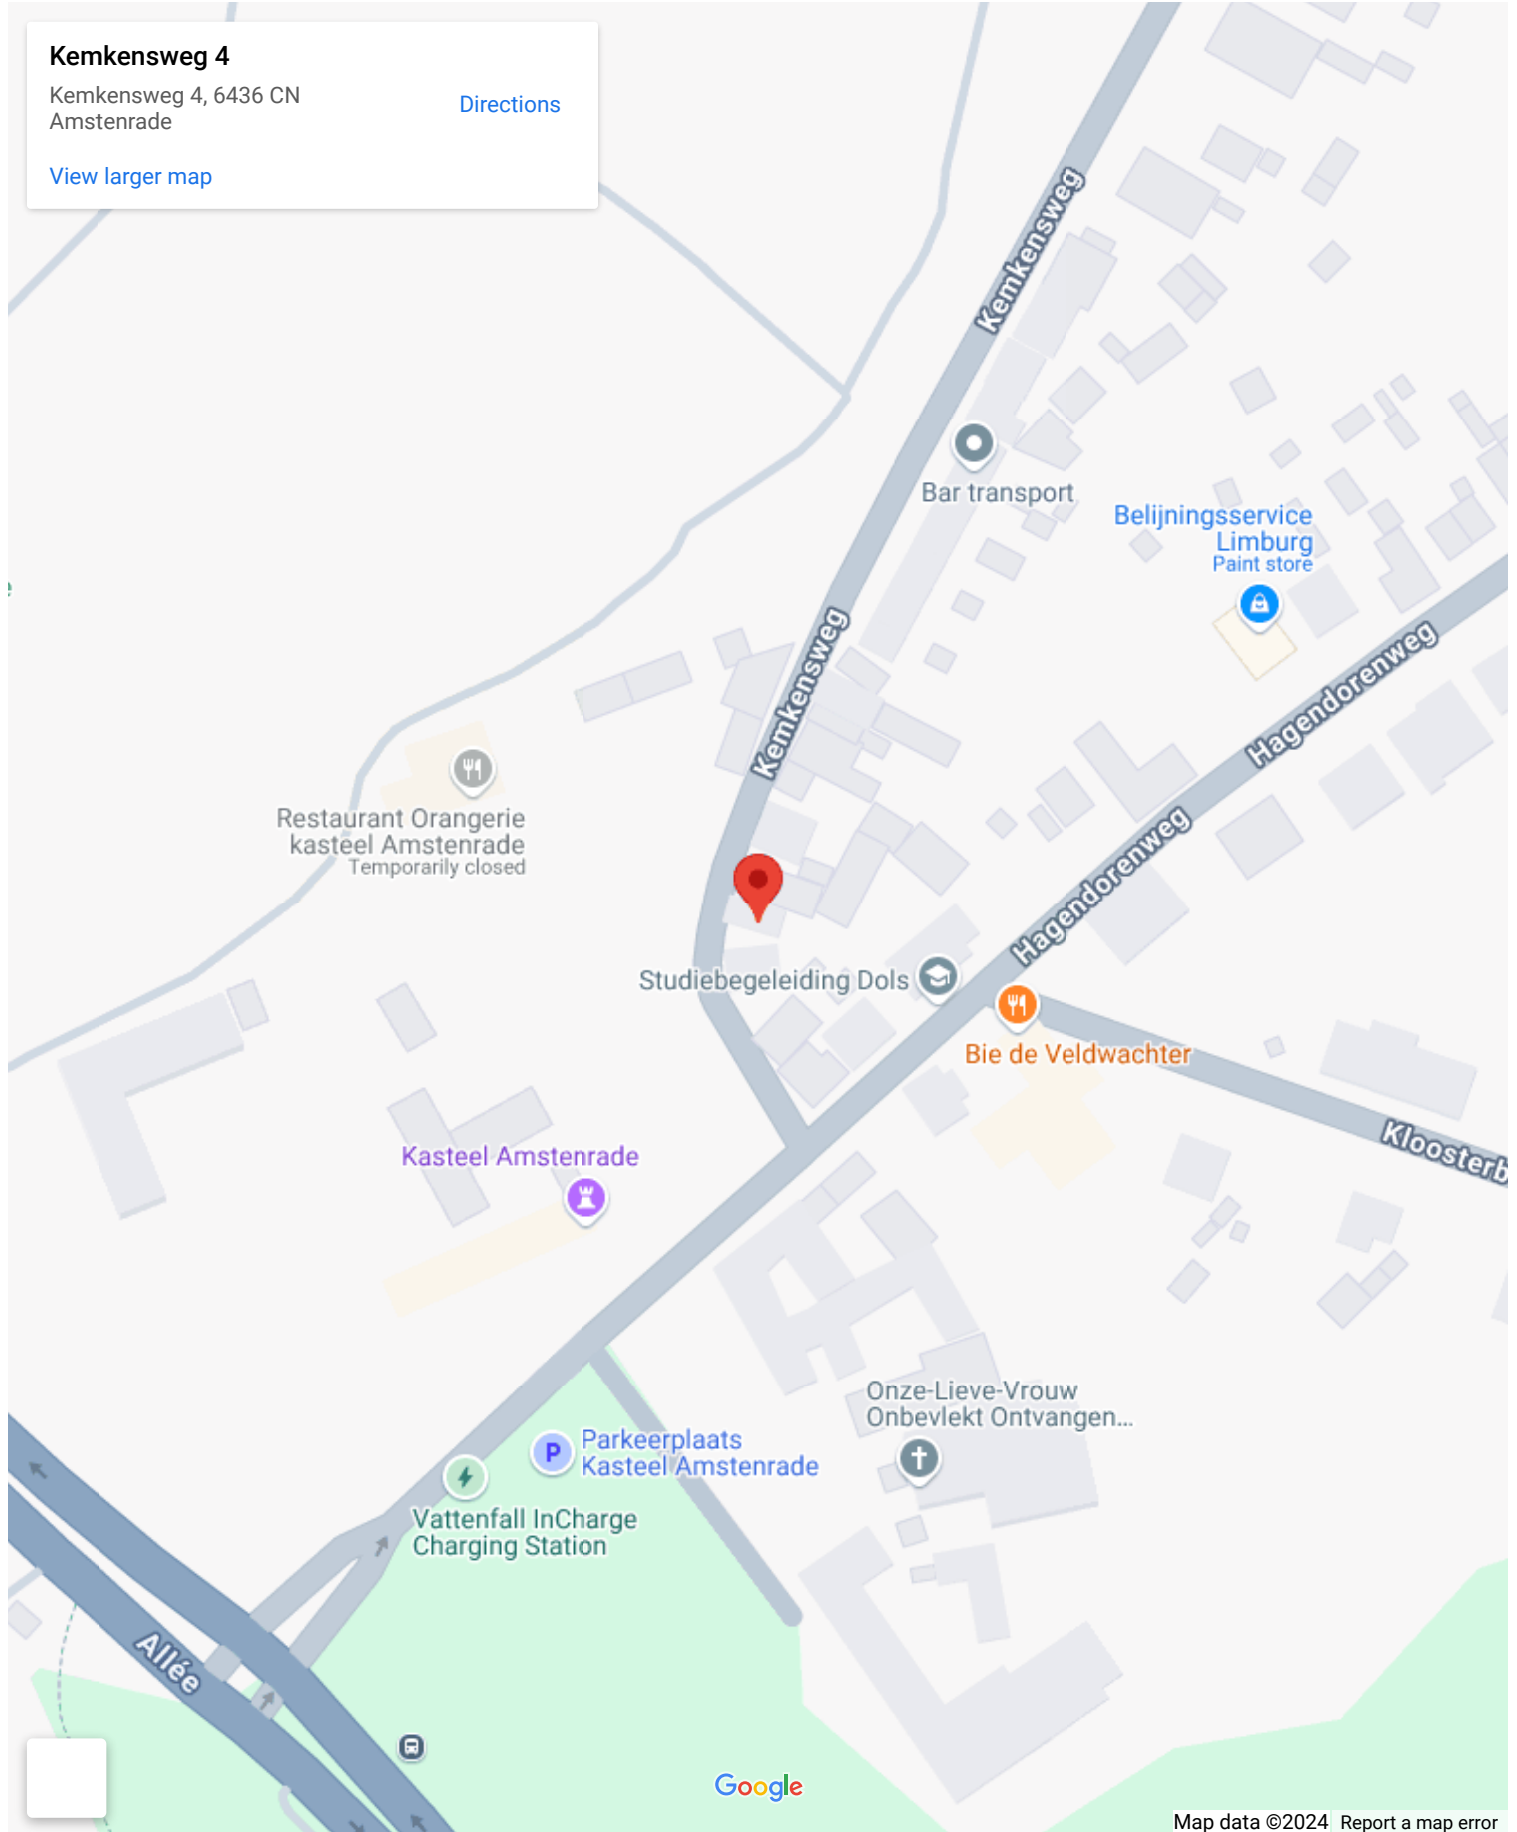 Kemkensweg 4
Kemkensweg 4, 6436 CN
Amstenrade
Directions
View larger map
Kemkensweg
Bar transport
Belijningsservice
Limburg
Paint store
Kemkensweg
Hagendorenweg
Restaurant Orangerie
kasteel Amstenrade
Temporarily closed
Hagendorenweg
Studiebegeleiding Dols
Bie de Veldwachter
Kloosterb
Kasteel Amstenrade
Onze-Lieve-Vrouw
Onbevlekt Ontvangen...
P
Parkeerplaats
Kasteel Amstenrade
Vattenfall InCharge
Charging Station
Allée
Google
Map data ©2024
Report a map error